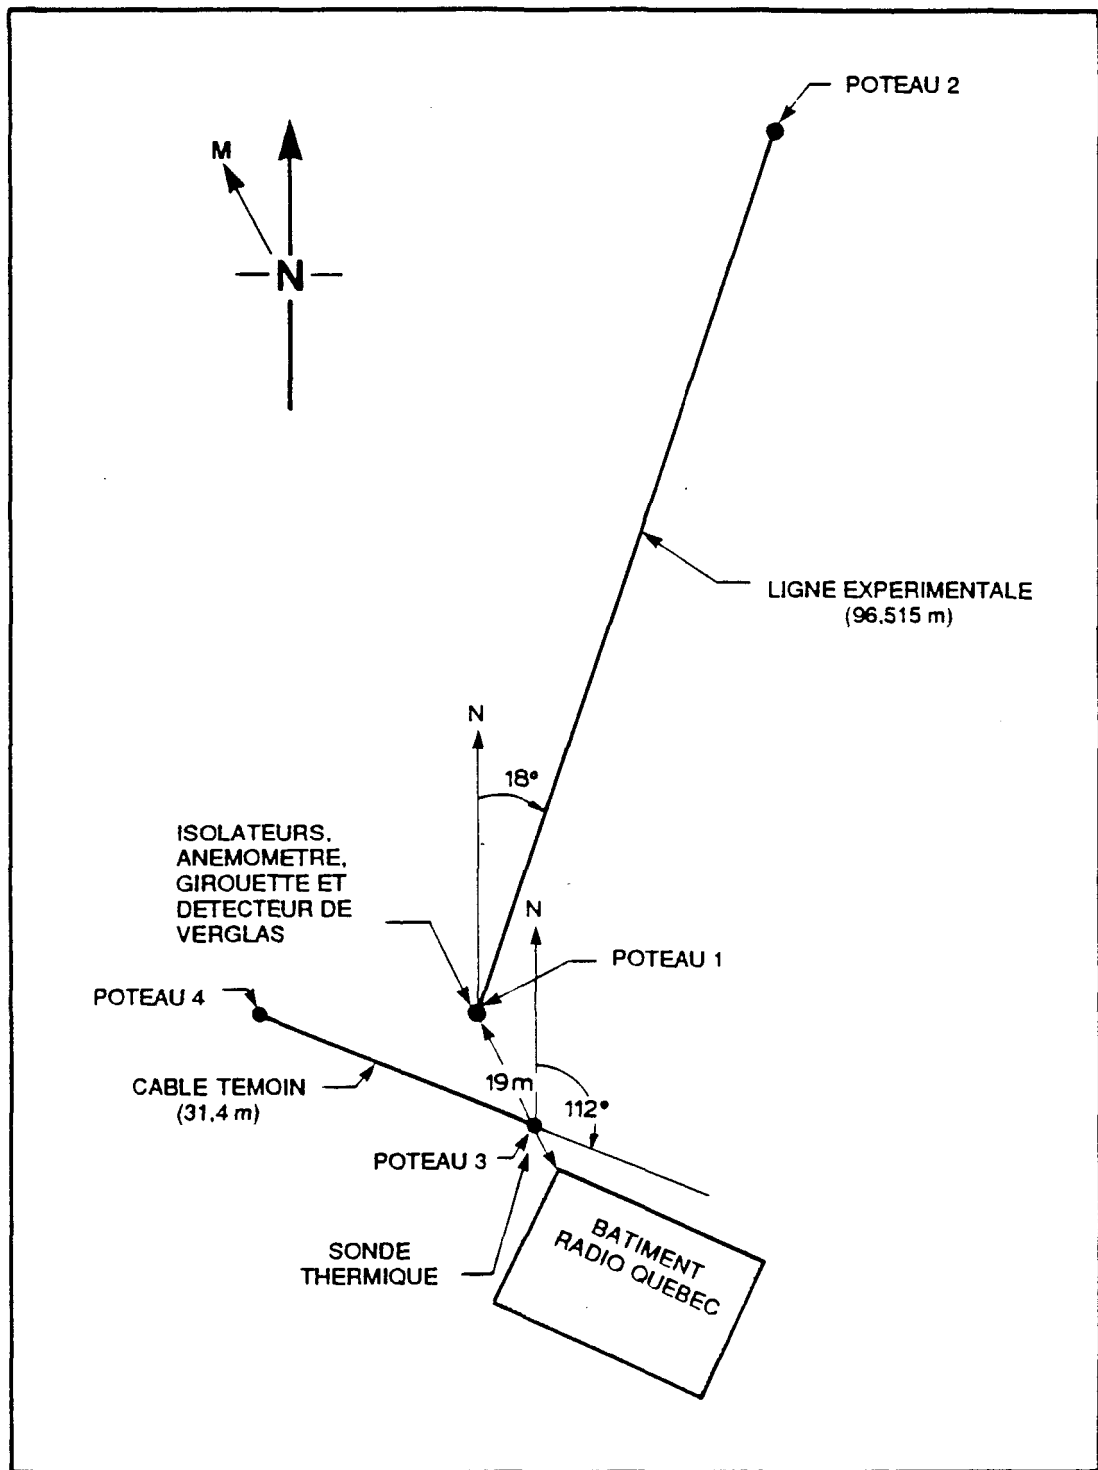 POTEAU 2
M
N
LIGNE EXPERIMENTALE
(96,515 m)
N
18°
ISOLATEURS,
ANEMOMETRE,
GIROUETTE ET
DETECTEUR DE
VERGLAS
N
POTEAU 1
POTEAU 4
19 m
CABLE TEMOIN
(31,4 m)
112°
POTEAU 3
SONDE
THERMIQUE
BATIMENT
RADIO QUEBEC